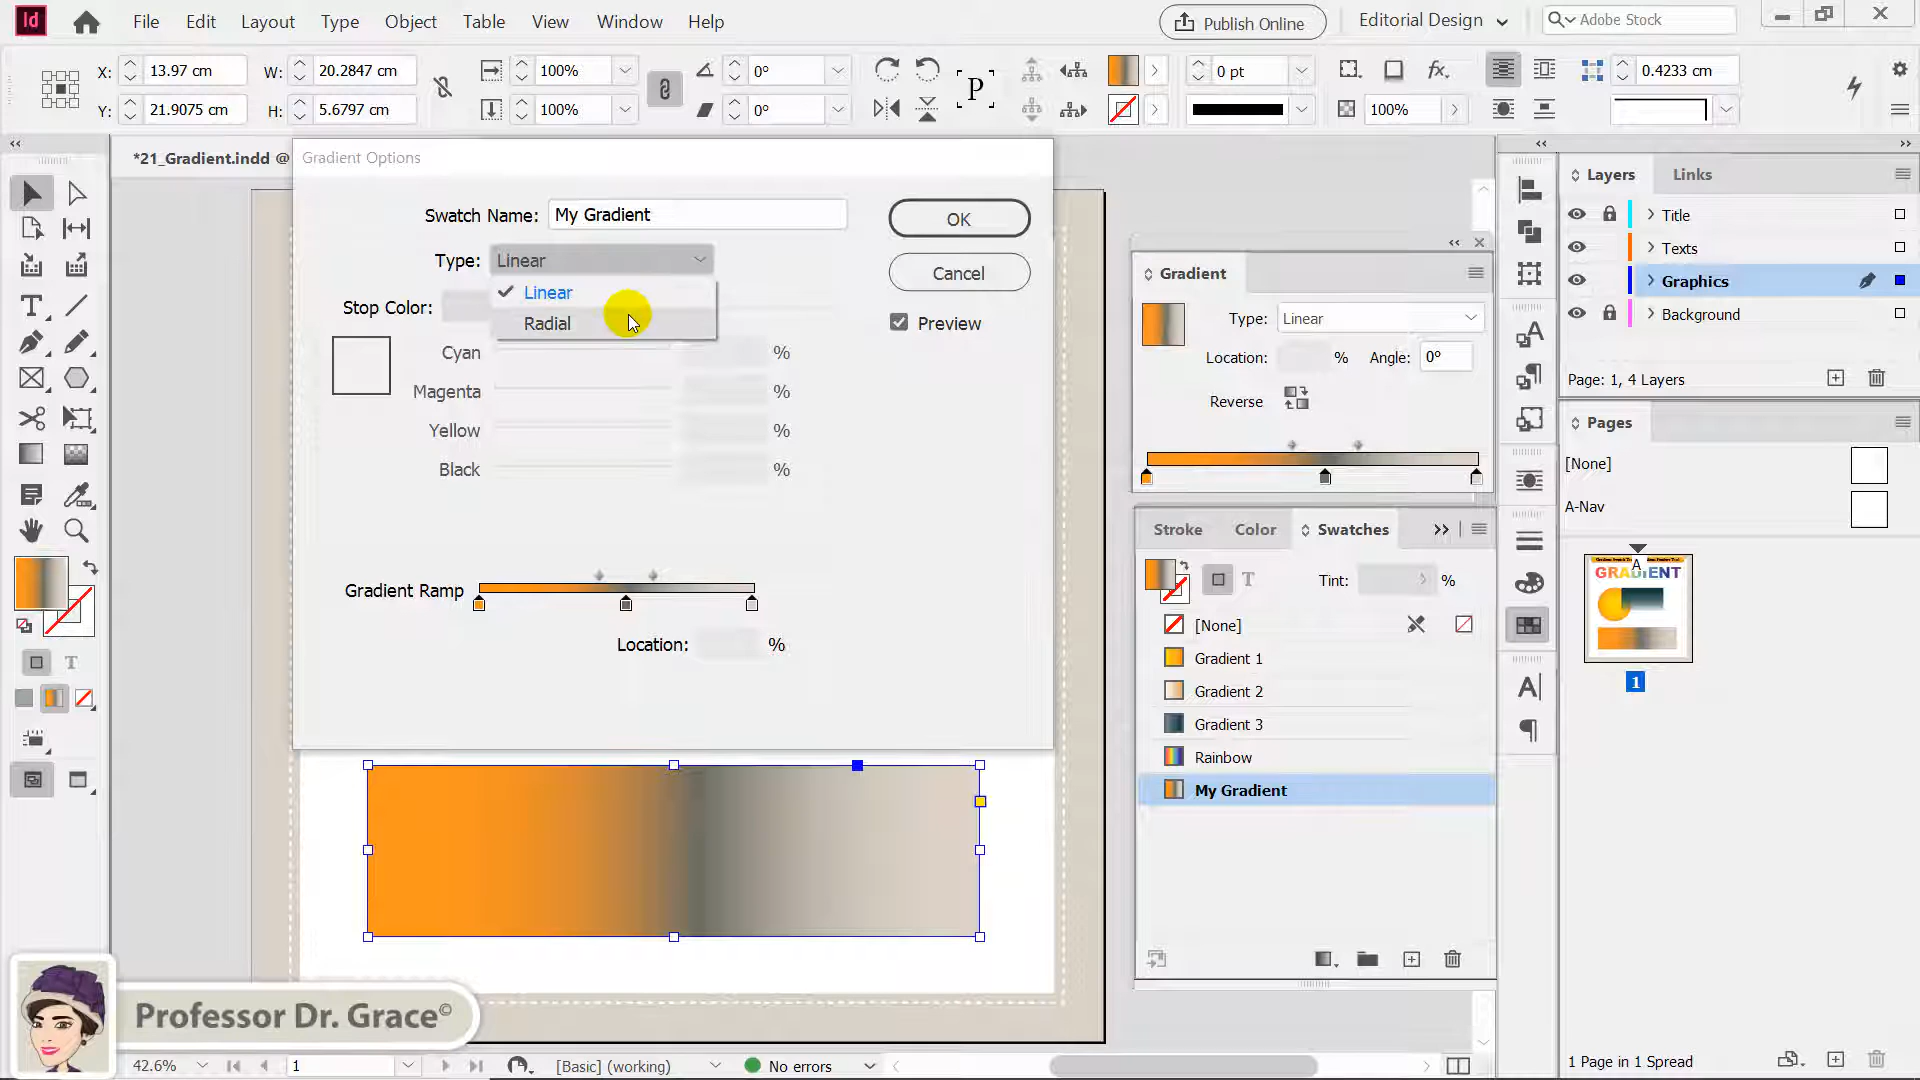 Id File Edit Layout Type Object Table View Window Help Publish Online Editorial Design Adobe Stock
X: 13.97 cm W: 20.2847 cm 100% 0° P 0 pt fx. 0.4233 cm
Y: 21.9075 cm H: 5.6797 cm 100% 0° 100%
*21_Gradient.indd @
Gradient Options
Swatch Name: My Gradient
OK
Type: Linear
Cancel
Linear
Radial
Stop Color:
Preview
Cyan %
Magenta %
Yellow %
Black %
Gradient Ramp
Location: %
Gradient
Type: Linear
Location: % Angle: 0°
Reverse
Stroke Color Swatches
T Tint: %
[None]
Gradient 1
Gradient 2
Gradient 3
Rainbow
My Gradient
Layers Links
Title
Texts
Graphics
Background
Page: 1, 4 Layers
Pages
[None]
A-Nav
A
GRADIENT
1
1 Page in 1 Spread
Professor Dr. Grace©
42.6% 1 [Basic] (working) No errors